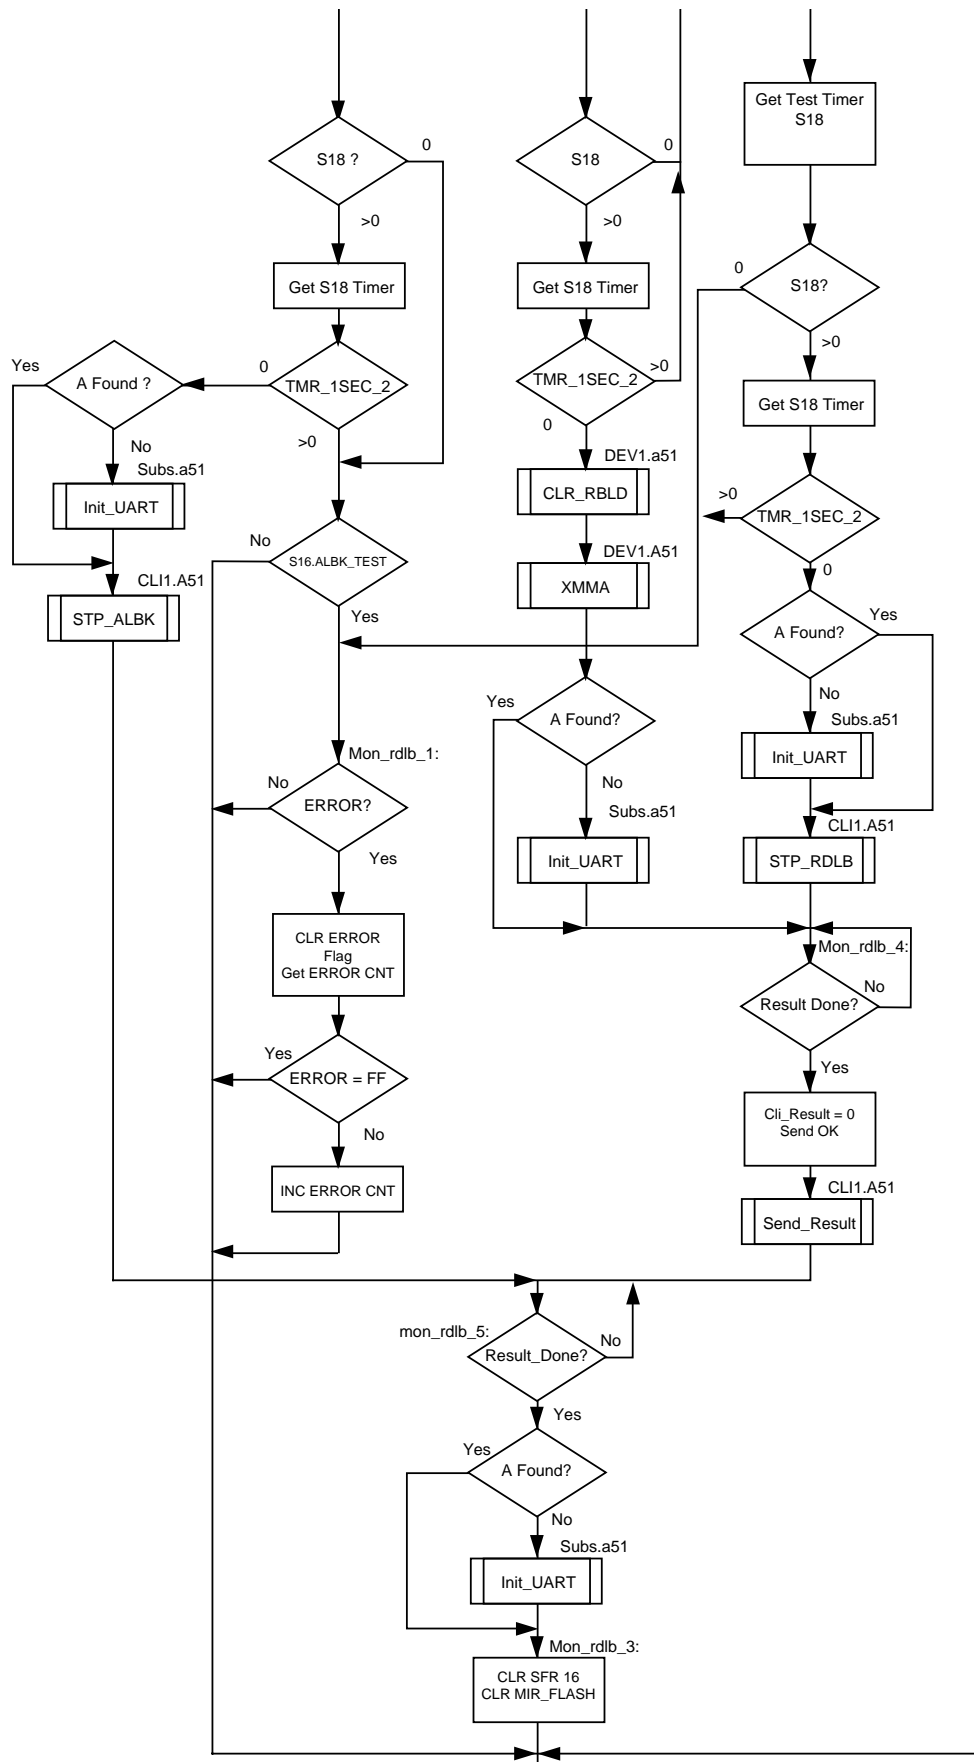 Get Test Timer
S18
S18 ?
0
>0
Get S18 Timer
TMR_1SEC_2
0
>0
A Found ?
Yes
No
Subs.a51
Init_UART
CLI1.A51
STP_ALBK
S16.ALBK_TEST
No
Yes
Mon_rdlb_1:
ERROR?
No
Yes
CLR ERROR
Flag
Get ERROR CNT
ERROR = FF
Yes
No
INC ERROR CNT
S18
0
>0
Get S18 Timer
TMR_1SEC_2
>0
0
DEV1.a51
CLR_RBLD
DEV1.A51
XMMA
A Found?
Yes
No
Subs.a51
Init_UART
S18?
0
>0
Get S18 Timer
TMR_1SEC_2
>0
0
A Found?
Yes
No
Subs.a51
Init_UART
CLI1.A51
STP_RDLB
Mon_rdlb_4:
Result Done?
No
Yes
Cli_Result = 0
Send OK
CLI1.A51
Send_Result
mon_rdlb_5:
Result_Done?
No
Yes
A Found?
Yes
No
Subs.a51
Init_UART
Mon_rdlb_3:
CLR SFR 16
CLR MIR_FLASH